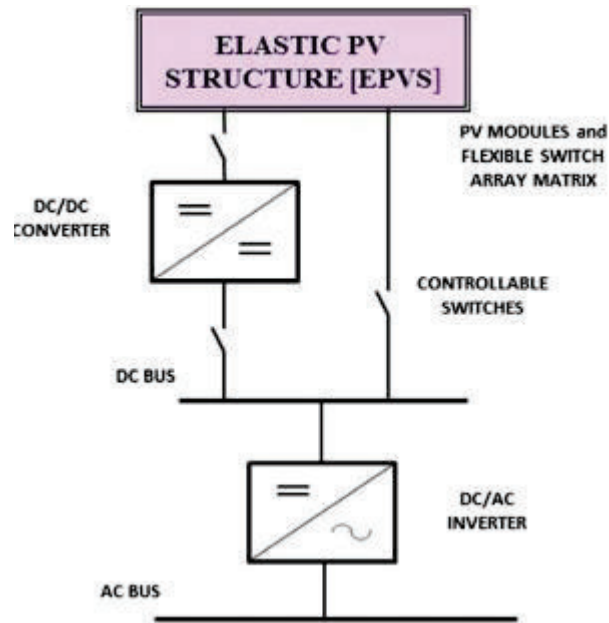 ELASTIC PV
STRUCTURE [EPVS]
PV MODULES and
FLEXIBLE SWITCH
ARRAY MATRIX
DC/DC
CONVERTER
CONTROLLABLE
SWITCHES
DC BUS
DC/AC
INVERTER
AC BUS